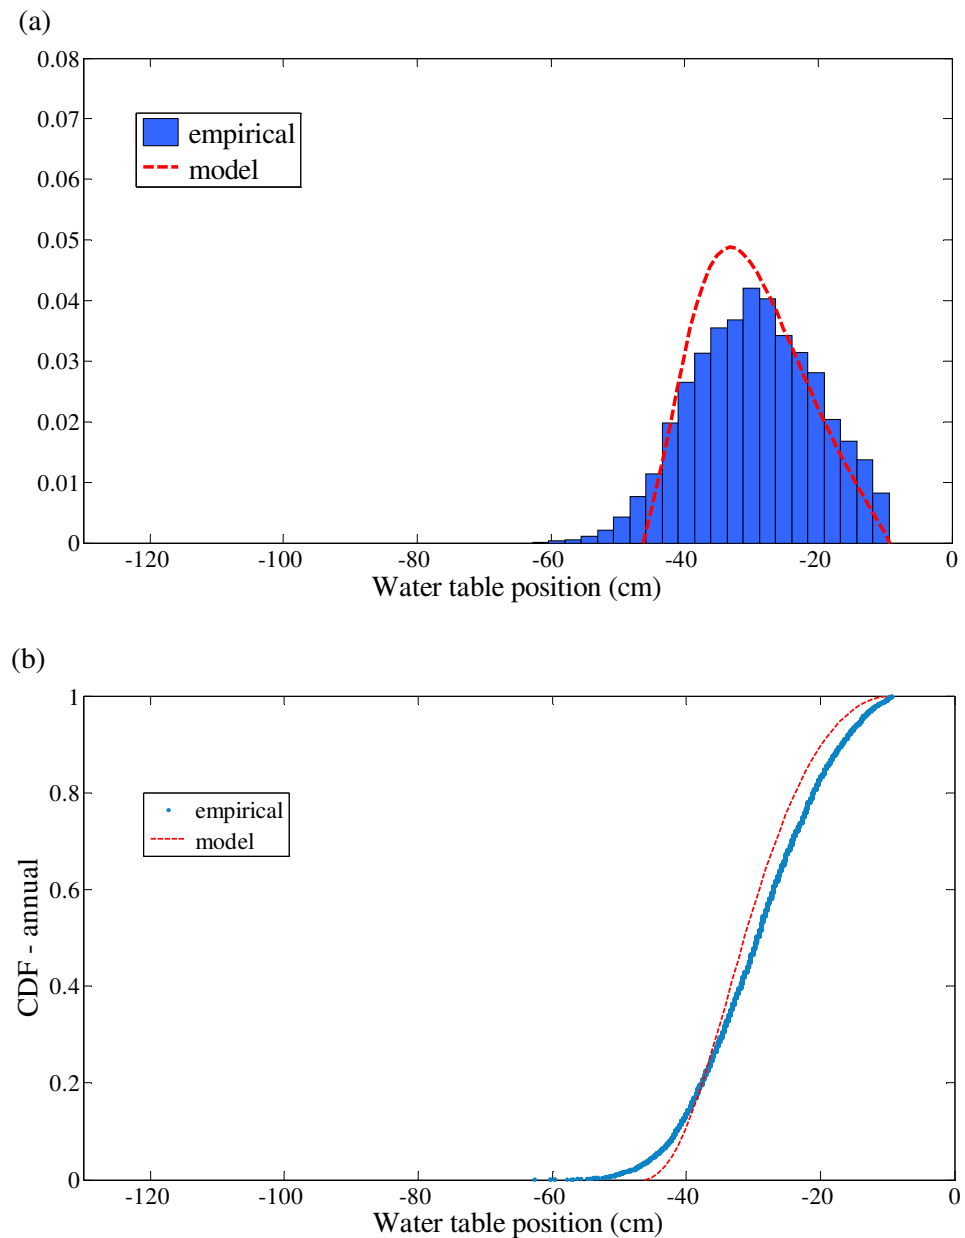 (a)
0.08
0.07
0.06
0.05
0.04
0.03
0.02
0.01
0
empirical
model
-120 -100 -80 -60 -40 -20 0
Water table position (cm)
(b)
1
0.8
0.6
0.4
0.2
0
CDF - annual
empirical
model
-120 -100 -80 -60 -40 -20 0
Water table position (cm)